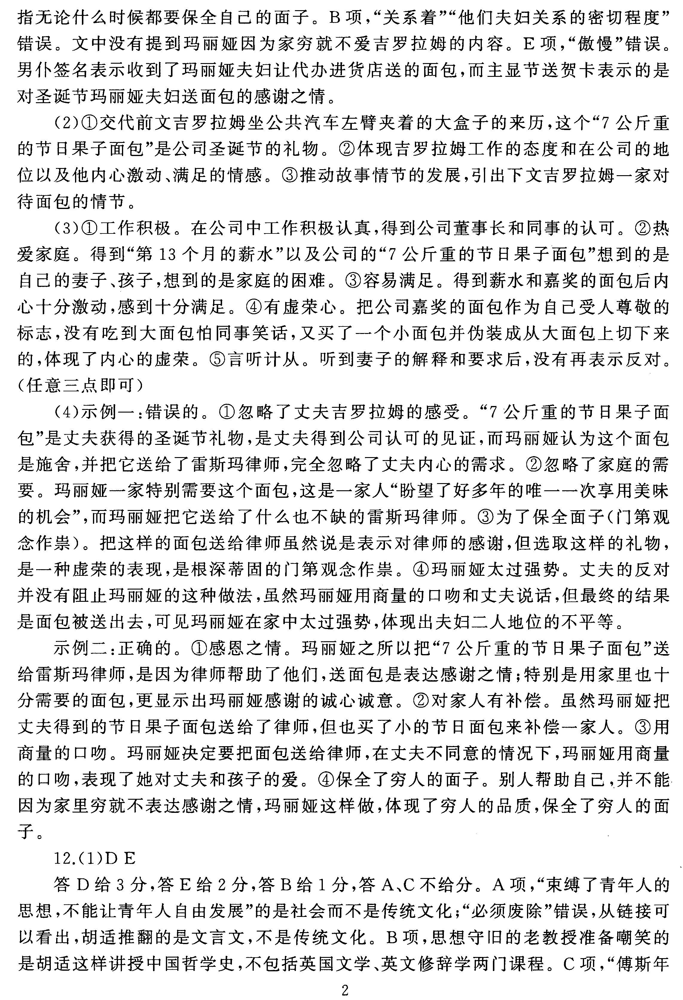 指无论什么时候都要保全自己的面子。B项,“关系着”“他们夫妇关系的密切程度”
错误。文中没有提到玛丽娅因为家穷就不爱吉罗拉姆的内容。E项,“傲慢”错误。
男仆签名表示收到了玛丽娅夫妇让代办进货店送的面包,而主显节送贺卡表示的是
对圣诞节玛丽娅夫妇送面包的感谢之情。
(2)①交代前文吉罗拉姆坐公共汽车左臂夹着的大盒子的来历,这个“7公斤重
的节日果子面包”是公司圣诞节的礼物。②体现吉罗拉姆工作的态度和在公司的地
位以及他内心激动、满足的情感。③推动故事情节的发展,引出下文吉罗拉姆一家对
待面包的情节。
(3)①工作积极。在公司中工作积极认真,得到公司董事长和同事的认可。②热
爱家庭。得到“第13个月的薪水”以及公司的“7公斤重的节日果子面包”想到的是
自己的妻子、孩子,想到的是家庭的困难。③容易满足。得到薪水和嘉奖的面包后内
心十分激动,感到十分满足。④有虚荣心。把公司嘉奖的面包作为自己受人尊敬的
标志,没有吃到大面包怕同事笑话,又买了一个小面包并伪装成从大面包上切下来
的,体现了内心的虚荣。⑤言听计从。听到妻子的解释和要求后,没有再表示反对。
(任意三点即可)
(4)示例一:错误的。①忽略了丈夫吉罗拉姆的感受。“7公斤重的节日果子面
包”是丈夫获得的圣诞节礼物,是丈夫得到公司认可的见证,而玛丽娅认为这个面包
是施舍,并把它送给了雷斯玛律师,完全忽略了丈夫内心的需求。②忽略了家庭的需
要。玛丽娅一家特别需要这个面包,这是一家人“盼望了好多年的唯一一次享用美味
的机会”,而玛丽娅把它送给了什么也不缺的雷斯玛律师。③为了保全面子(门第观
念作祟)。把这样的面包送给律师虽然说是表示对律师的感谢,但选取这样的礼物,
是一种虚荣的表现,是根深蒂固的门第观念作祟。④玛丽娅太过强势。丈夫的反对
并没有阻止玛丽娅的这种做法,虽然玛丽娅用商量的口吻和丈夫说话,但最终的结果
是面包被送出去,可见玛丽娅在家中太过强势,体现出夫妇二人地位的不平等。
示例二:正确的。①感恩之情。玛丽娅之所以把“7公斤重的节日果子面包”送
给雷斯玛律师,是因为律师帮助了他们,送面包是表达感谢之情;特别是用家里也十
分需要的面包,更显示出玛丽娅感谢的诚心诚意。②对家人有补偿。虽然玛丽娅把
丈夫得到的节日果子面包送给了律师,但也买了小的节日面包来补偿一家人。③用
商量的口吻。玛丽娅决定要把面包送给律师,在丈夫不同意的情况下,玛丽娅用商量
的口吻,表现了她对丈夫和孩子的爱。④保全了穷人的面子。别人帮助自己,并不能
因为家里穷就不表达感谢之情,玛丽娅这样做,体现了穷人的品质,保全了穷人的面
子。
12.(1)D E
答D给3分,答E给2分,答B给1分,答A、C不给分。A项,“束缚了青年人的
思想,不能让青年人自由发展”的是社会而不是传统文化;“必须废除”错误,从链接可
以看出,胡适推翻的是文言文,不是传统文化。B项,思想守旧的老教授准备嘲笑的
是胡适这样讲授中国哲学史,不包括英国文学、英文修辞学两门课程。C项,“傅斯年
2